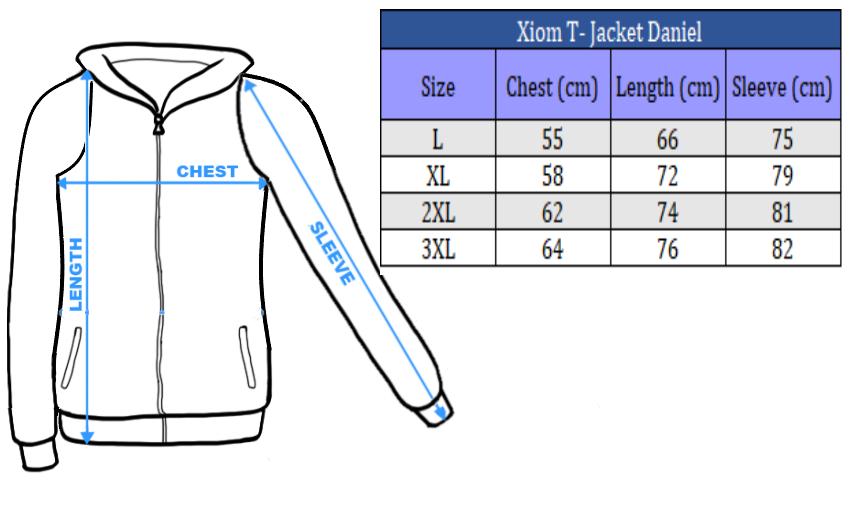 Xiom T- Jacket Daniel
Size Chest (cm) Length (cm) Sleeve (cm)
L 55 66 75
XL 58 72 79
2XL 62 74 81
3XL 64 76 82
CHEST
LENGTH
SLEEVE